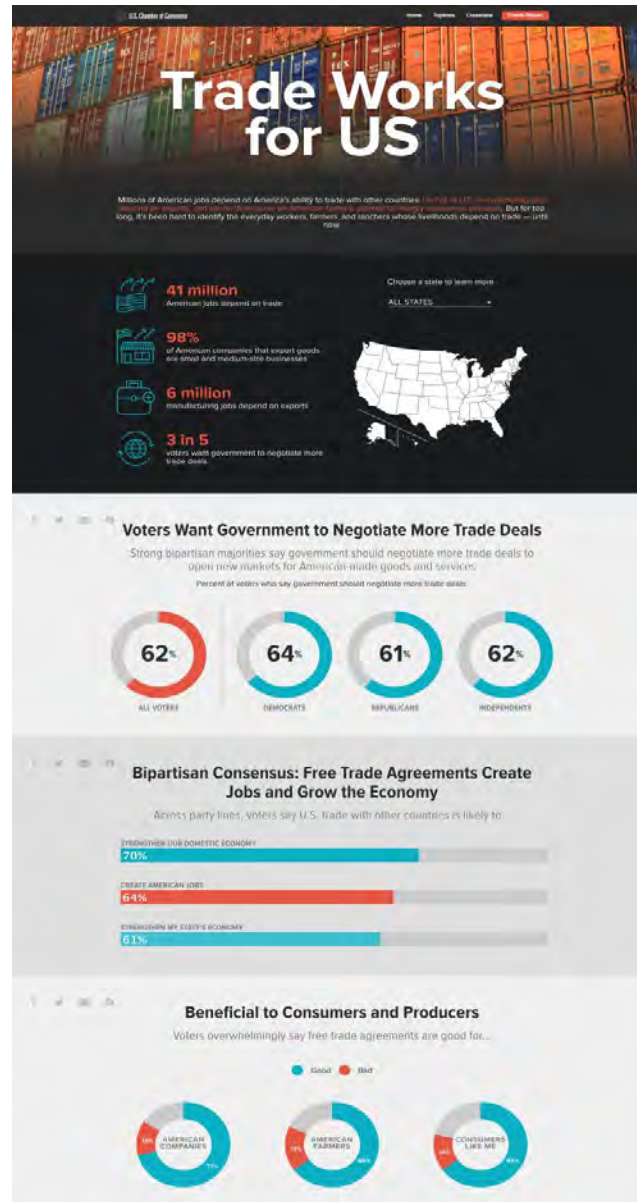 U.S. Chamber of Commerce
Home Explore Countries
Trade Works
for US
Millions of American jobs depend on America's ability to trade with other countries.
But for too
long, it's been hard to identify the everyday workers, farmers, and ranchers whose livelihoods depend on trade — until
now.
41 million
American jobs depend on trade
98%
of American companies that export goods
are small and medium-size businesses
6 million
manufacturing jobs depend on exports
3 in 5
voters want government to negotiate more
trade deals
Choose a state to learn more
ALL STATES
Voters Want Government to Negotiate More Trade Deals
Strong bipartisan majorities say government should negotiate more trade deals to
open new markets for American-made goods and services
Percent of voters who say government should negotiate more trade deals
62%
64%
61%
62%
ALL VOTERS
DEMOCRATS
REPUBLICANS
INDEPENDENTS
Bipartisan Consensus: Free Trade Agreements Create
Jobs and Grow the Economy
Across party lines, voters say U.S. trade with other countries is likely to
STRENGTHEN OUR DOMESTIC ECONOMY
70%
CREATE AMERICAN JOBS
64%
STRENGTHEN MY STATE'S ECONOMY
61%
Beneficial to Consumers and Producers
Voters overwhelmingly say free trade agreements are good for...
Good Bad
AMERICAN
COMPANIES
AMERICAN
FARMERS
CONSUMERS
LIKE ME